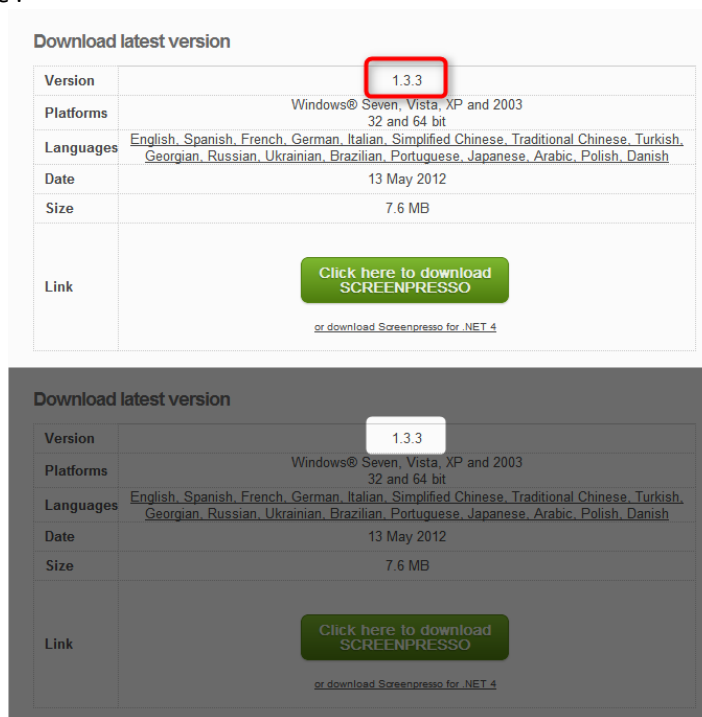 Download latest version
Version 1.3.3
Platforms Windows® Seven, Vista, XP and 2003
32 and 64 bit
Languages English, Spanish, French, German, Italian, Simplified Chinese, Traditional Chinese, Turkish,
Georgian, Russian, Ukrainian, Brazilian, Portuguese, Japanese, Arabic, Polish, Danish
Date 13 May 2012
Size 7.6 MB
Link Click here to download
SCREENPRESSO
or download Screenpresso for .NET 4
Download latest version
Version 1.3.3
Platforms Windows® Seven, Vista, XP and 2003
32 and 64 bit
Languages English, Spanish, French, German, Italian, Simplified Chinese, Traditional Chinese, Turkish,
Georgian, Russian, Ukrainian, Brazilian, Portuguese, Japanese, Arabic, Polish, Danish
Date 13 May 2012
Size 7.6 MB
Link Click here to download
SCREENPRESSO
or download Screenpresso for .NET 4